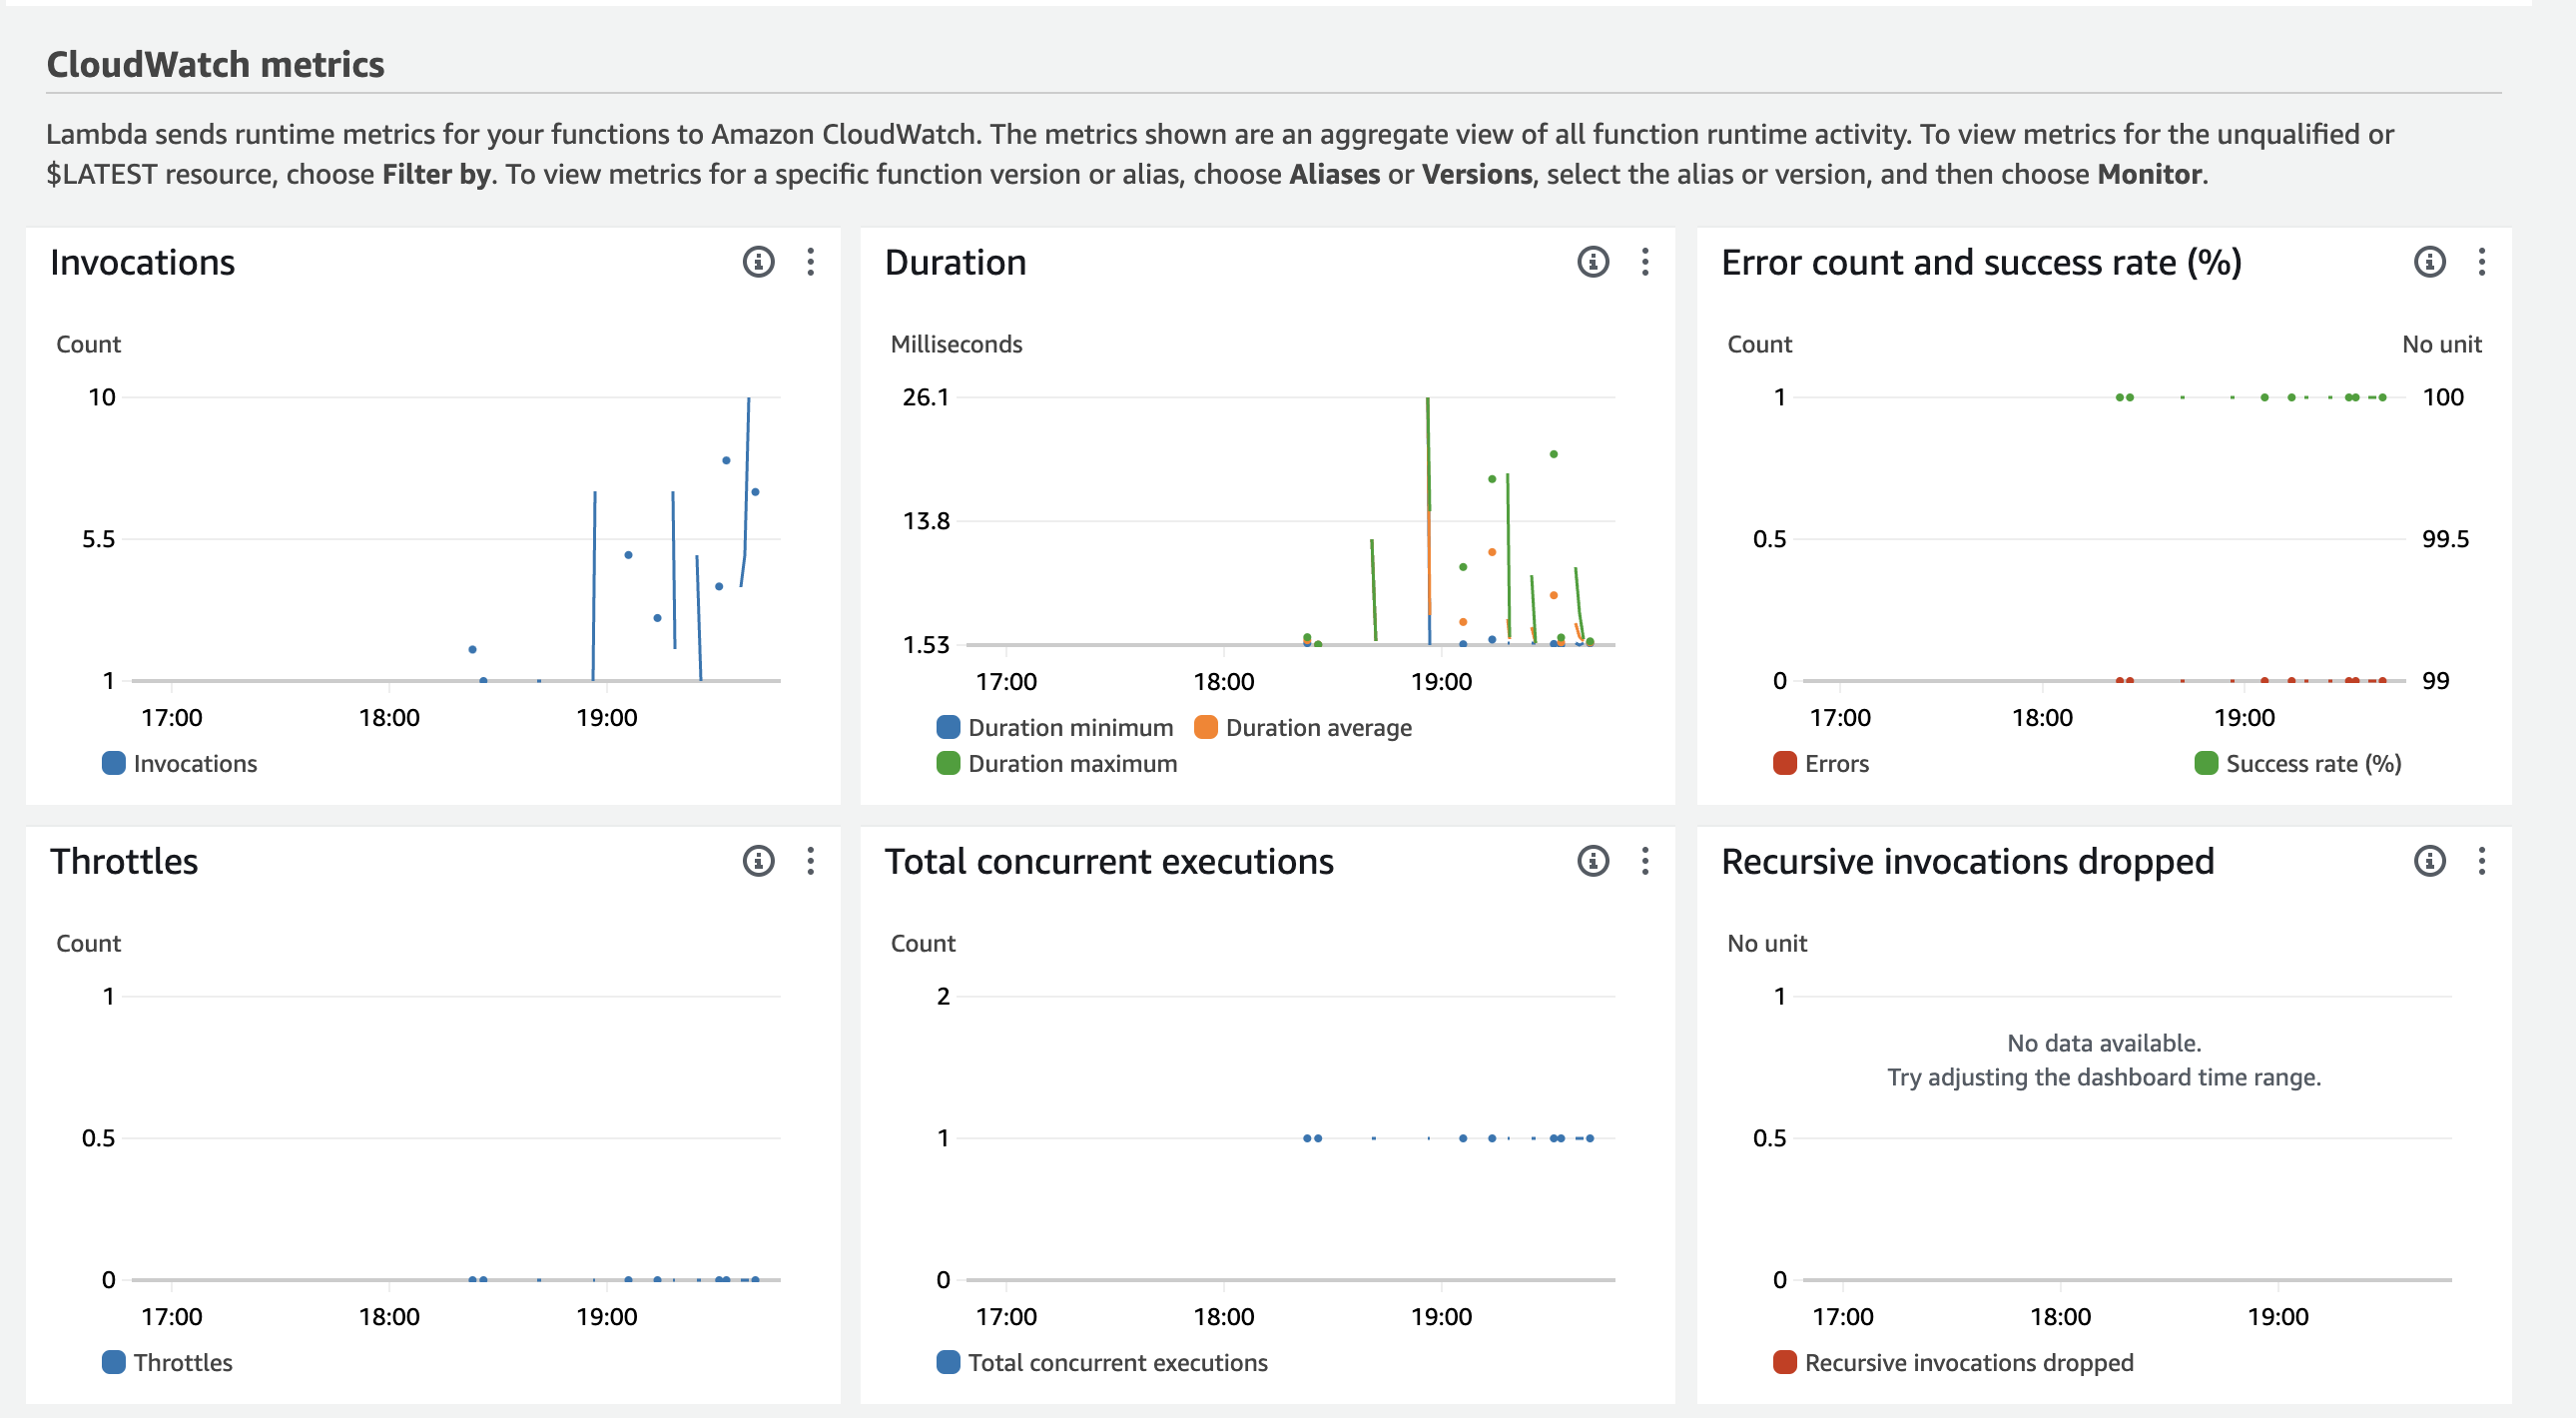 CloudWatch metrics
Lambda sends runtime metrics for your functions to Amazon CloudWatch. The metrics shown are an aggregate view of all function runtime activity. To view metrics for the unqualified or
$LATEST resource, choose Filter by. To view metrics for a specific function version or alias, choose Aliases or Versions, select the alias or version, and then choose Monitor.
Invocations
Count
10
5.5
1
17:00 18:00 19:00
Invocations
Duration
Milliseconds
26.1
13.8
1.53
17:00 18:00 19:00
Duration minimum Duration average
Duration maximum
Error count and success rate (%)
Count No unit
1 100
0.5 99.5
0 99
17:00 18:00 19:00
Errors Success rate (%)
Throttles
Count
1
0.5
0
17:00 18:00 19:00
Throttles
Total concurrent executions
Count
2
1
0
17:00 18:00 19:00
Total concurrent executions
Recursive invocations dropped
No unit
1
No data available.
Try adjusting the dashboard time range.
0.5
0
17:00 18:00 19:00
Recursive invocations dropped